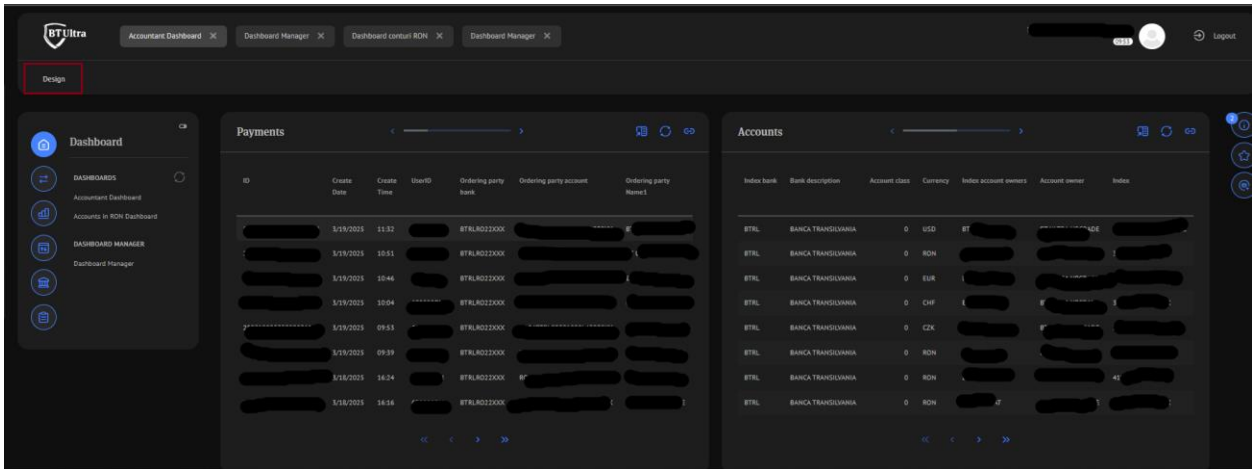 BT Ultra
Accountant Dashboard
Dashboard Manager
Dashboard conturi RON
Dashboard Manager
09:53
Logout
Design
Dashboard
DASHBOARDS
Accountant Dashboard
Accounts in RON Dashboard
DASHBOARD MANAGER
Dashboard Manager
Payments
ID Create Date Create Time UserID Ordering party bank Ordering party account Ordering party Name1
3/19/2025 11:32 BTRLRO22XXX
3/19/2025 10:51 BTRLRO22XXX
3/19/2025 10:46 BTRLRO22XXX
3/19/2025 10:04 BTRLRO22XXX
3/19/2025 09:53 BTRLRO22XXX
3/19/2025 09:39 BTRLRO22XXX
3/18/2025 16:24 BTRLRO22XXX
3/18/2025 16:16 BTRLRO22XXX
Accounts
Index bank Bank description Account class Currency Index account owners Account owner Index
BTRL BANCA TRANSILVANIA 0 USD
BTRL BANCA TRANSILVANIA 0 RON
BTRL BANCA TRANSILVANIA 0 EUR
BTRL BANCA TRANSILVANIA 0 CHF
BTRL BANCA TRANSILVANIA 0 CZK
BTRL BANCA TRANSILVANIA 0 RON
BTRL BANCA TRANSILVANIA 0 RON
BTRL BANCA TRANSILVANIA 0 RON
2